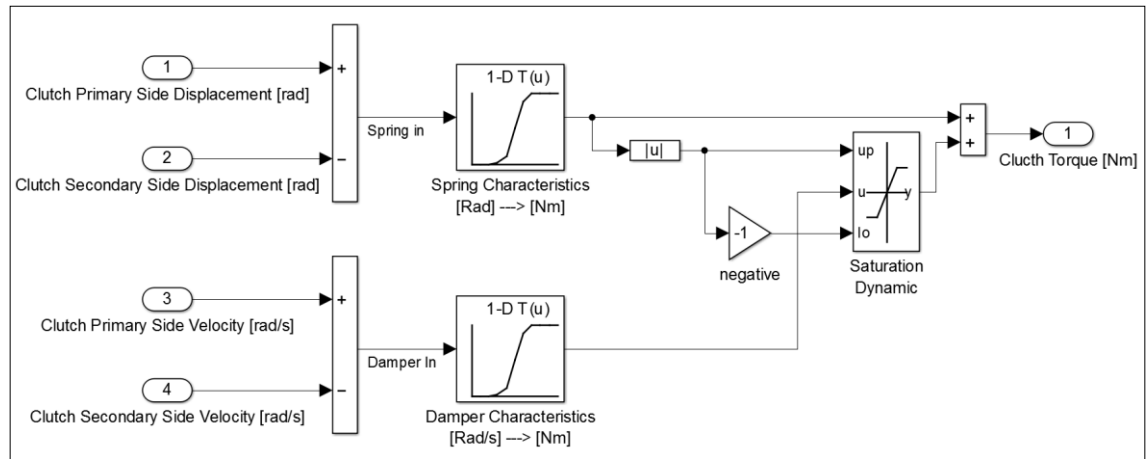 1
Clutch Primary Side Displacement [rad]
2
Clutch Secondary Side Displacement [rad]
+
−
Spring in
1-D T(u)
Spring Characteristics
[Rad] ---> [Nm]
|u|
-1
negative
up
u
y
lo
Saturation
Dynamic
+
+
1
Clucth Torque [Nm]
3
Clutch Primary Side Velocity [rad/s]
4
Clutch Secondary Side Velocity [rad/s]
+
−
Damper In
1-D T(u)
Damper Characteristics
[Rad/s] ---> [Nm]